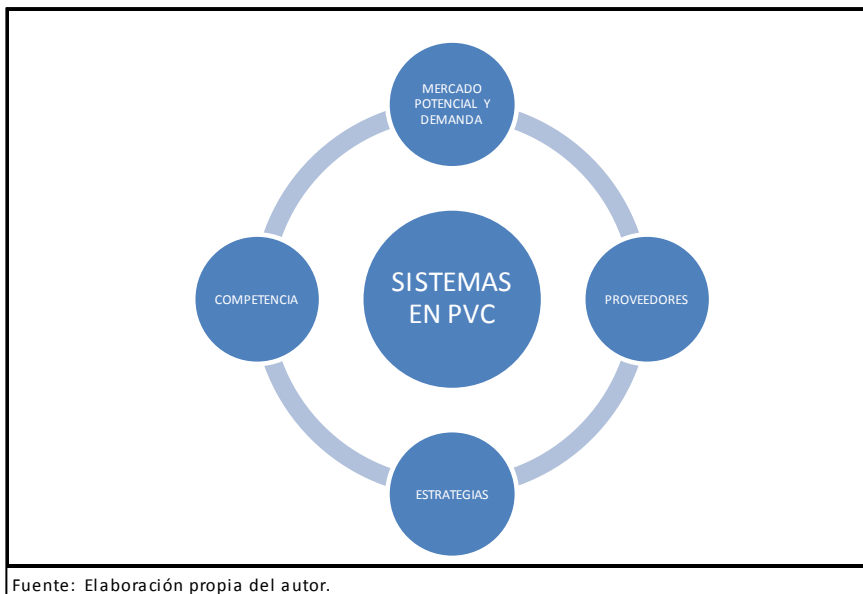 MERCADO
POTENCIAL Y
DEMANDA
COMPETENCIA
SISTEMAS
EN PVC
PROVEEDORES
ESTRATEGIAS
Fuente: Elaboración propia del autor.